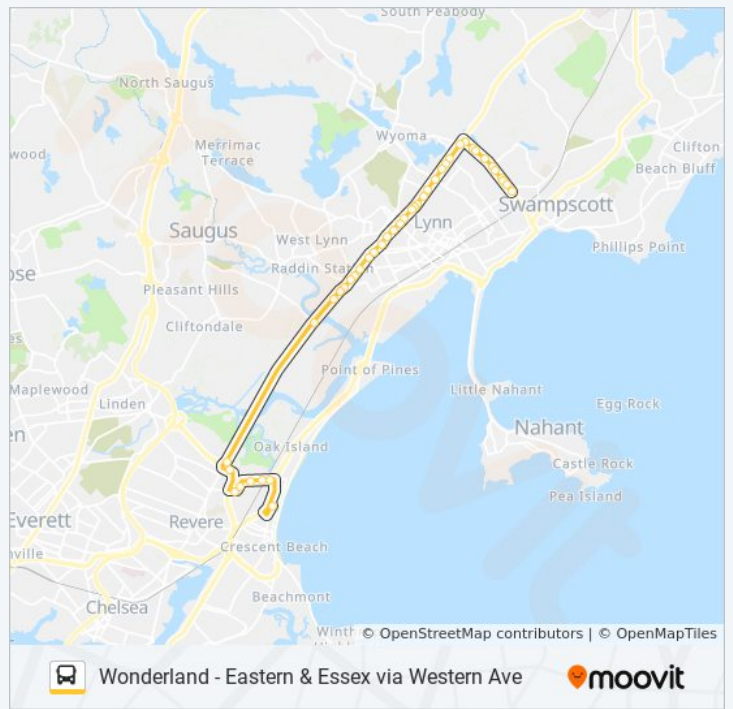 South Peabody
North Saugus
Wyoma
wood
Merrimac
Terrace
Clifton
Beach Bluff
Swampscott
Lynn
Saugus
West Lynn
Phillips Point
ose
Raddin Station
Pleasant Hills
Cliftondale
Point of Pines
Maplewood
Linden
Little Nahant
Egg Rock
en
Nahant
Oak Island
Castle Rock
Pea Island
Everett
Revere
nville
Crescent Beach
Chelsea
Beachmont
Winth
© OpenStreetMap contributors | © OpenMapTiles
Wonderland - Eastern & Essex via Western Ave
moovit